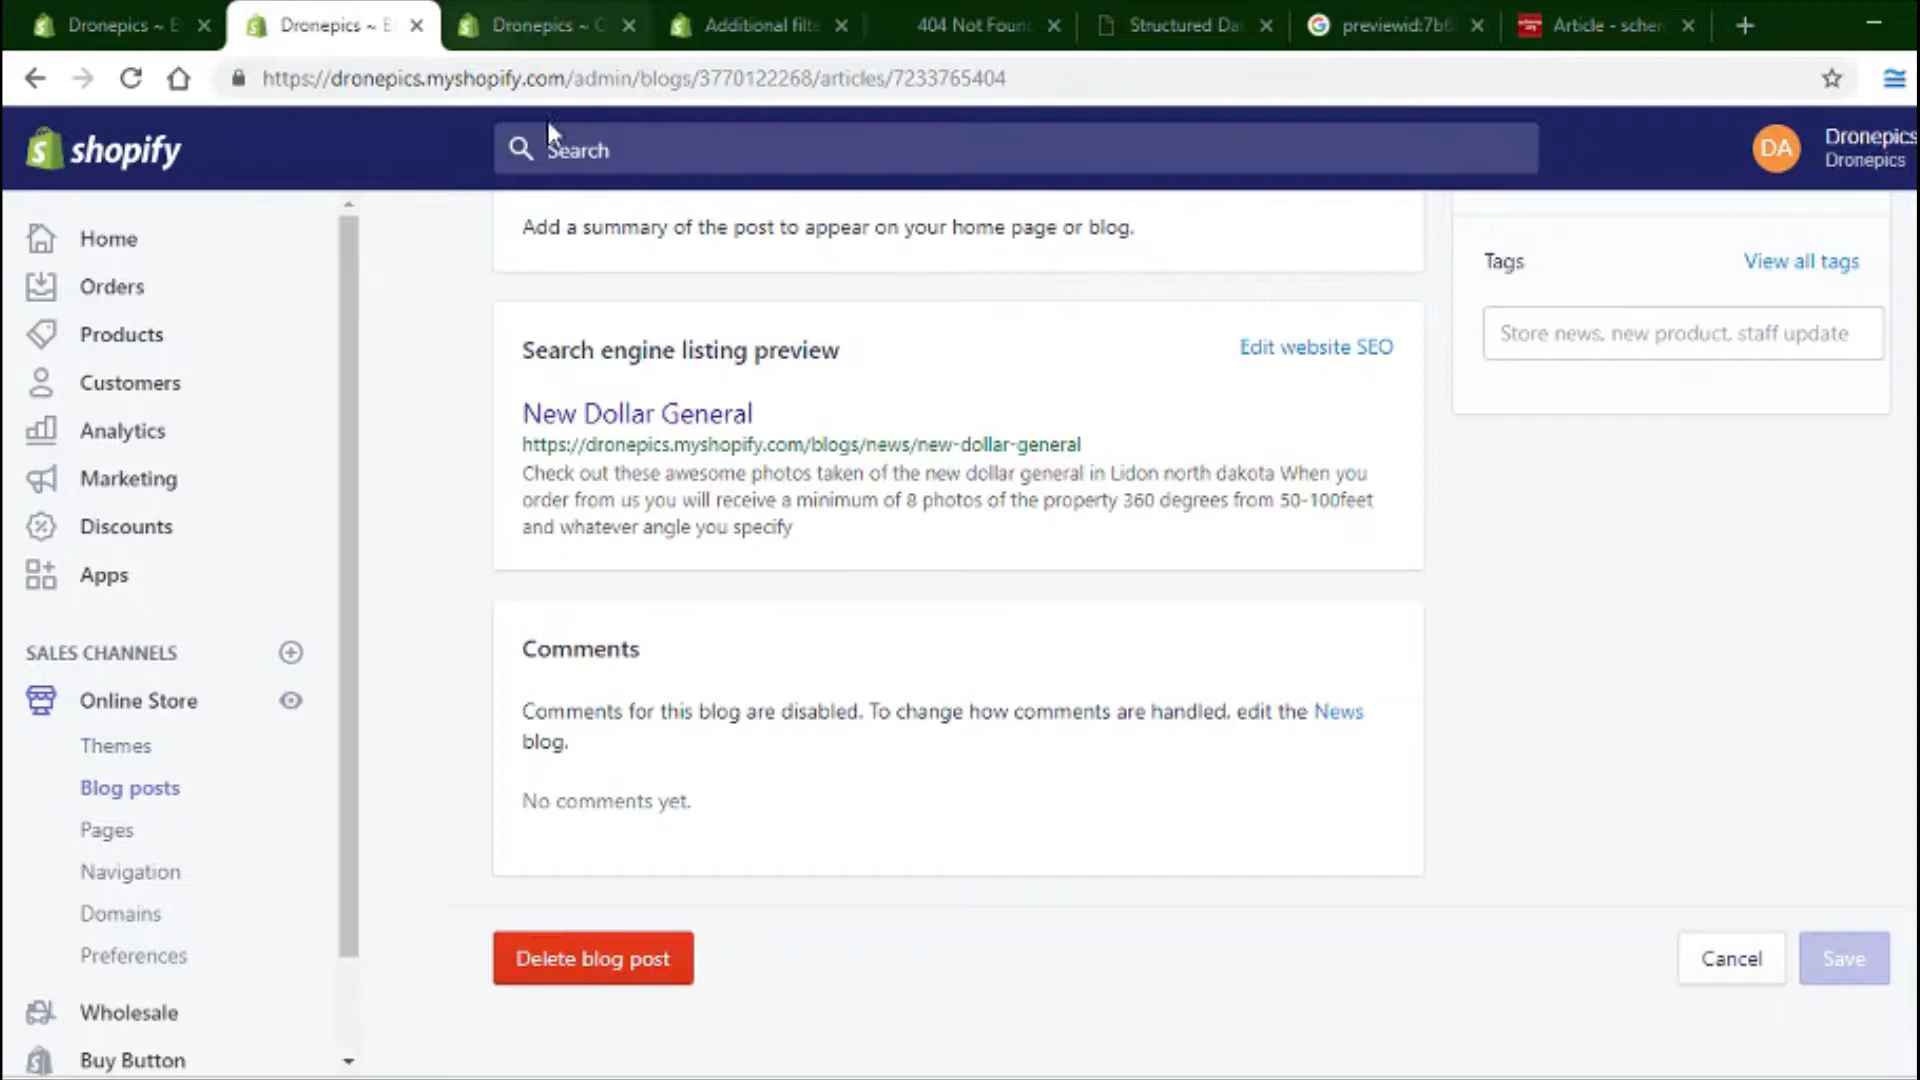 Dronepics ~ E
Dronepics ~ E
Dronepics ~ C
Additional filte
404 Not Found
Structured Da
previewid:7b6
Article - schem
https://dronepics.myshopify.com/admin/blogs/3770122268/articles/7233765404
shopify
Search
DA
Dronepics
Dronepics
Home
Orders
Products
Customers
Analytics
Marketing
Discounts
Apps
SALES CHANNELS
Online Store
Themes
Blog posts
Pages
Navigation
Domains
Preferences
Wholesale
Buy Button
Add a summary of the post to appear on your home page or blog.
Search engine listing preview
Edit website SEO
New Dollar General
https://dronepics.myshopify.com/blogs/news/new-dollar-general
Check out these awesome photos taken of the new dollar general in Lidon north dakota When you
order from us you will receive a minimum of 8 photos of the property 360 degrees from 50-100feet
and whatever angle you specify
Comments
Comments for this blog are disabled. To change how comments are handled, edit the News
blog.
No comments yet.
Delete blog post
Cancel
Save
Tags
View all tags
Store news, new product, staff update